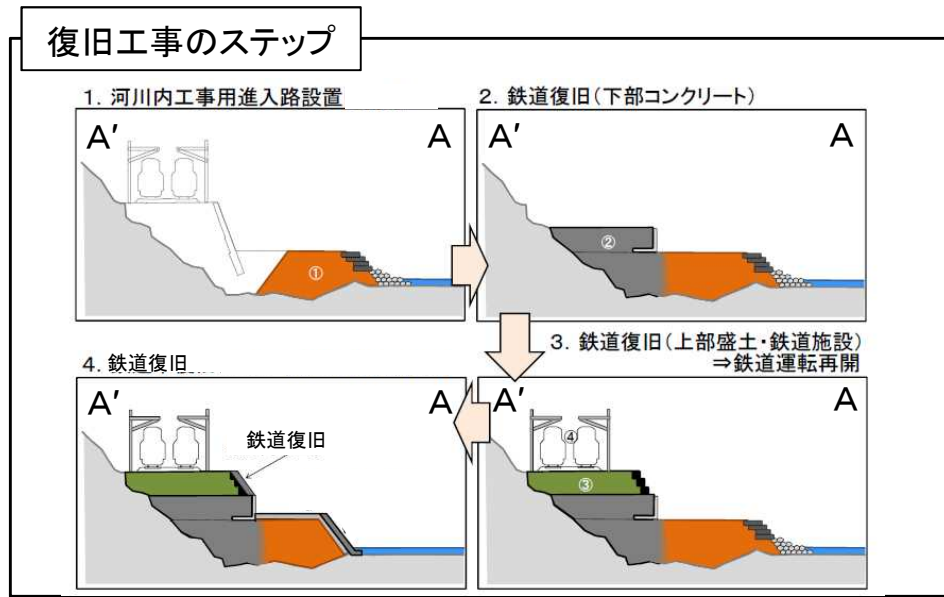 復旧工事のステップ
1. 河川内工事用進入路設置
A' A
①
2. 鉄道復旧(下部コンクリート)
A' A
②
3. 鉄道復旧(上部盛土・鉄道施設)
⇒鉄道運転再開
A' A
④
③
4. 鉄道復旧
A' A
鉄道復旧